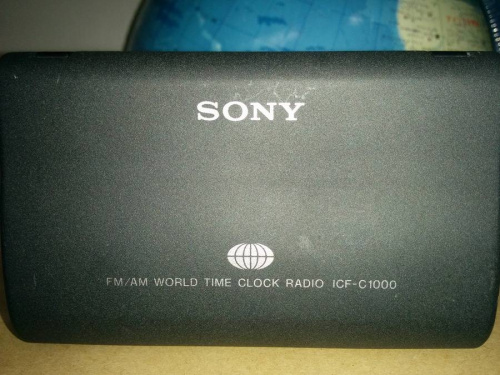 SONY
FM/AM WORLD TIME CLOCK RADIO ICF-C1000